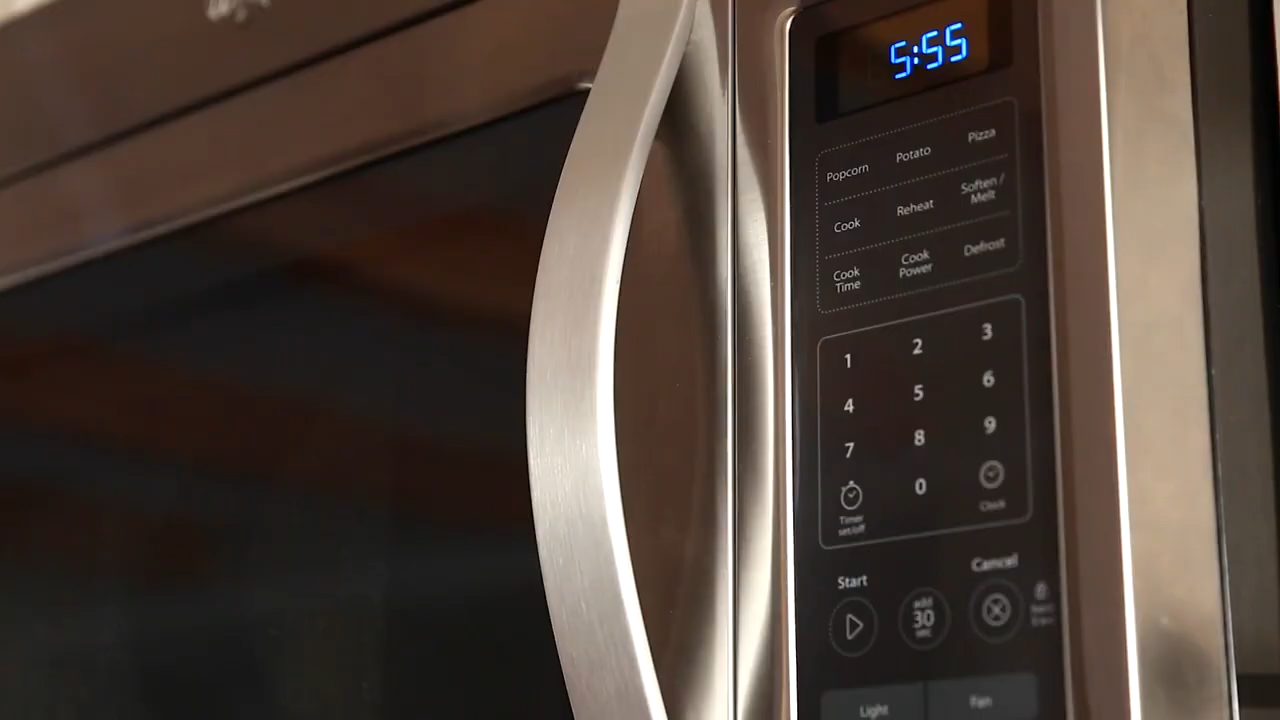 5:55
Popcorn Potato Pizza
Cook Reheat Soften /
Melt
Cook
Time
Cook
Power
Defrost
1 2 3
4 5 6
7 8 9
0
Timer
set/off
Clock
Start
Cancel
add
30
sec
Light Fan